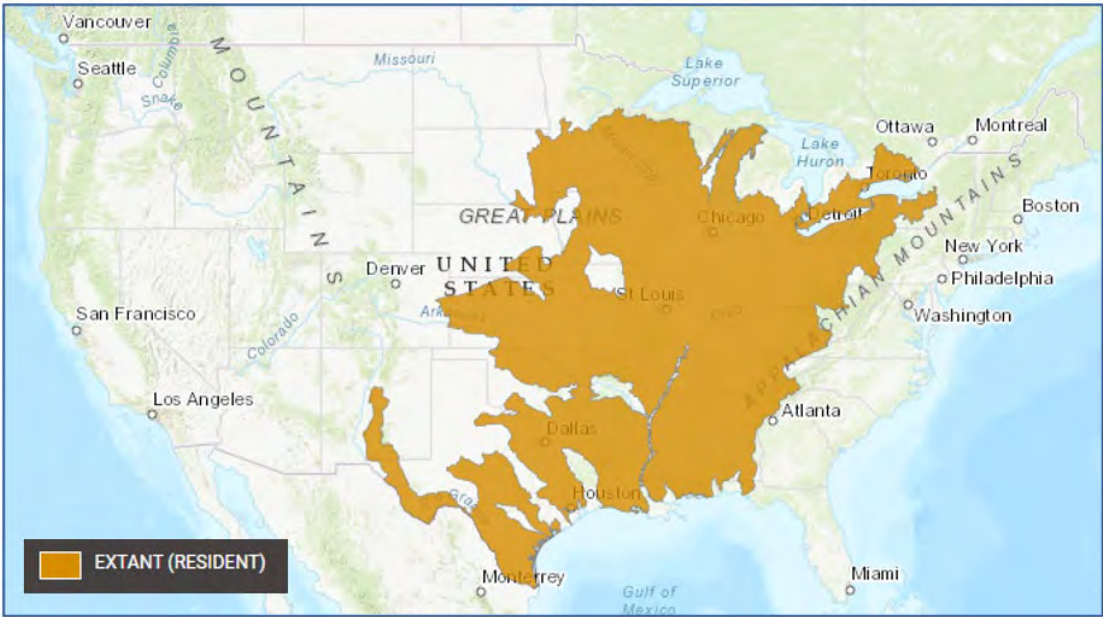 Vancouver
Seattle
Columbia
Snake
MOUNTAINS
Missouri
Lake
Superior
Ottawa
Montreal
Lake
Huron
Toronto
Mississippi
GREAT PLAINS
Chicago
Detroit
Boston
New York
Philadelphia
Washington
APPALACHIAN MOUNTAINS
Denver
UNITED
STATES
St Louis
Ohio
Arkansas
San Francisco
Colorado
Los Angeles
Atlanta
Dallas
Houston
Monterrey
Miami
Gulf of
Mexico
EXTANT (RESIDENT)